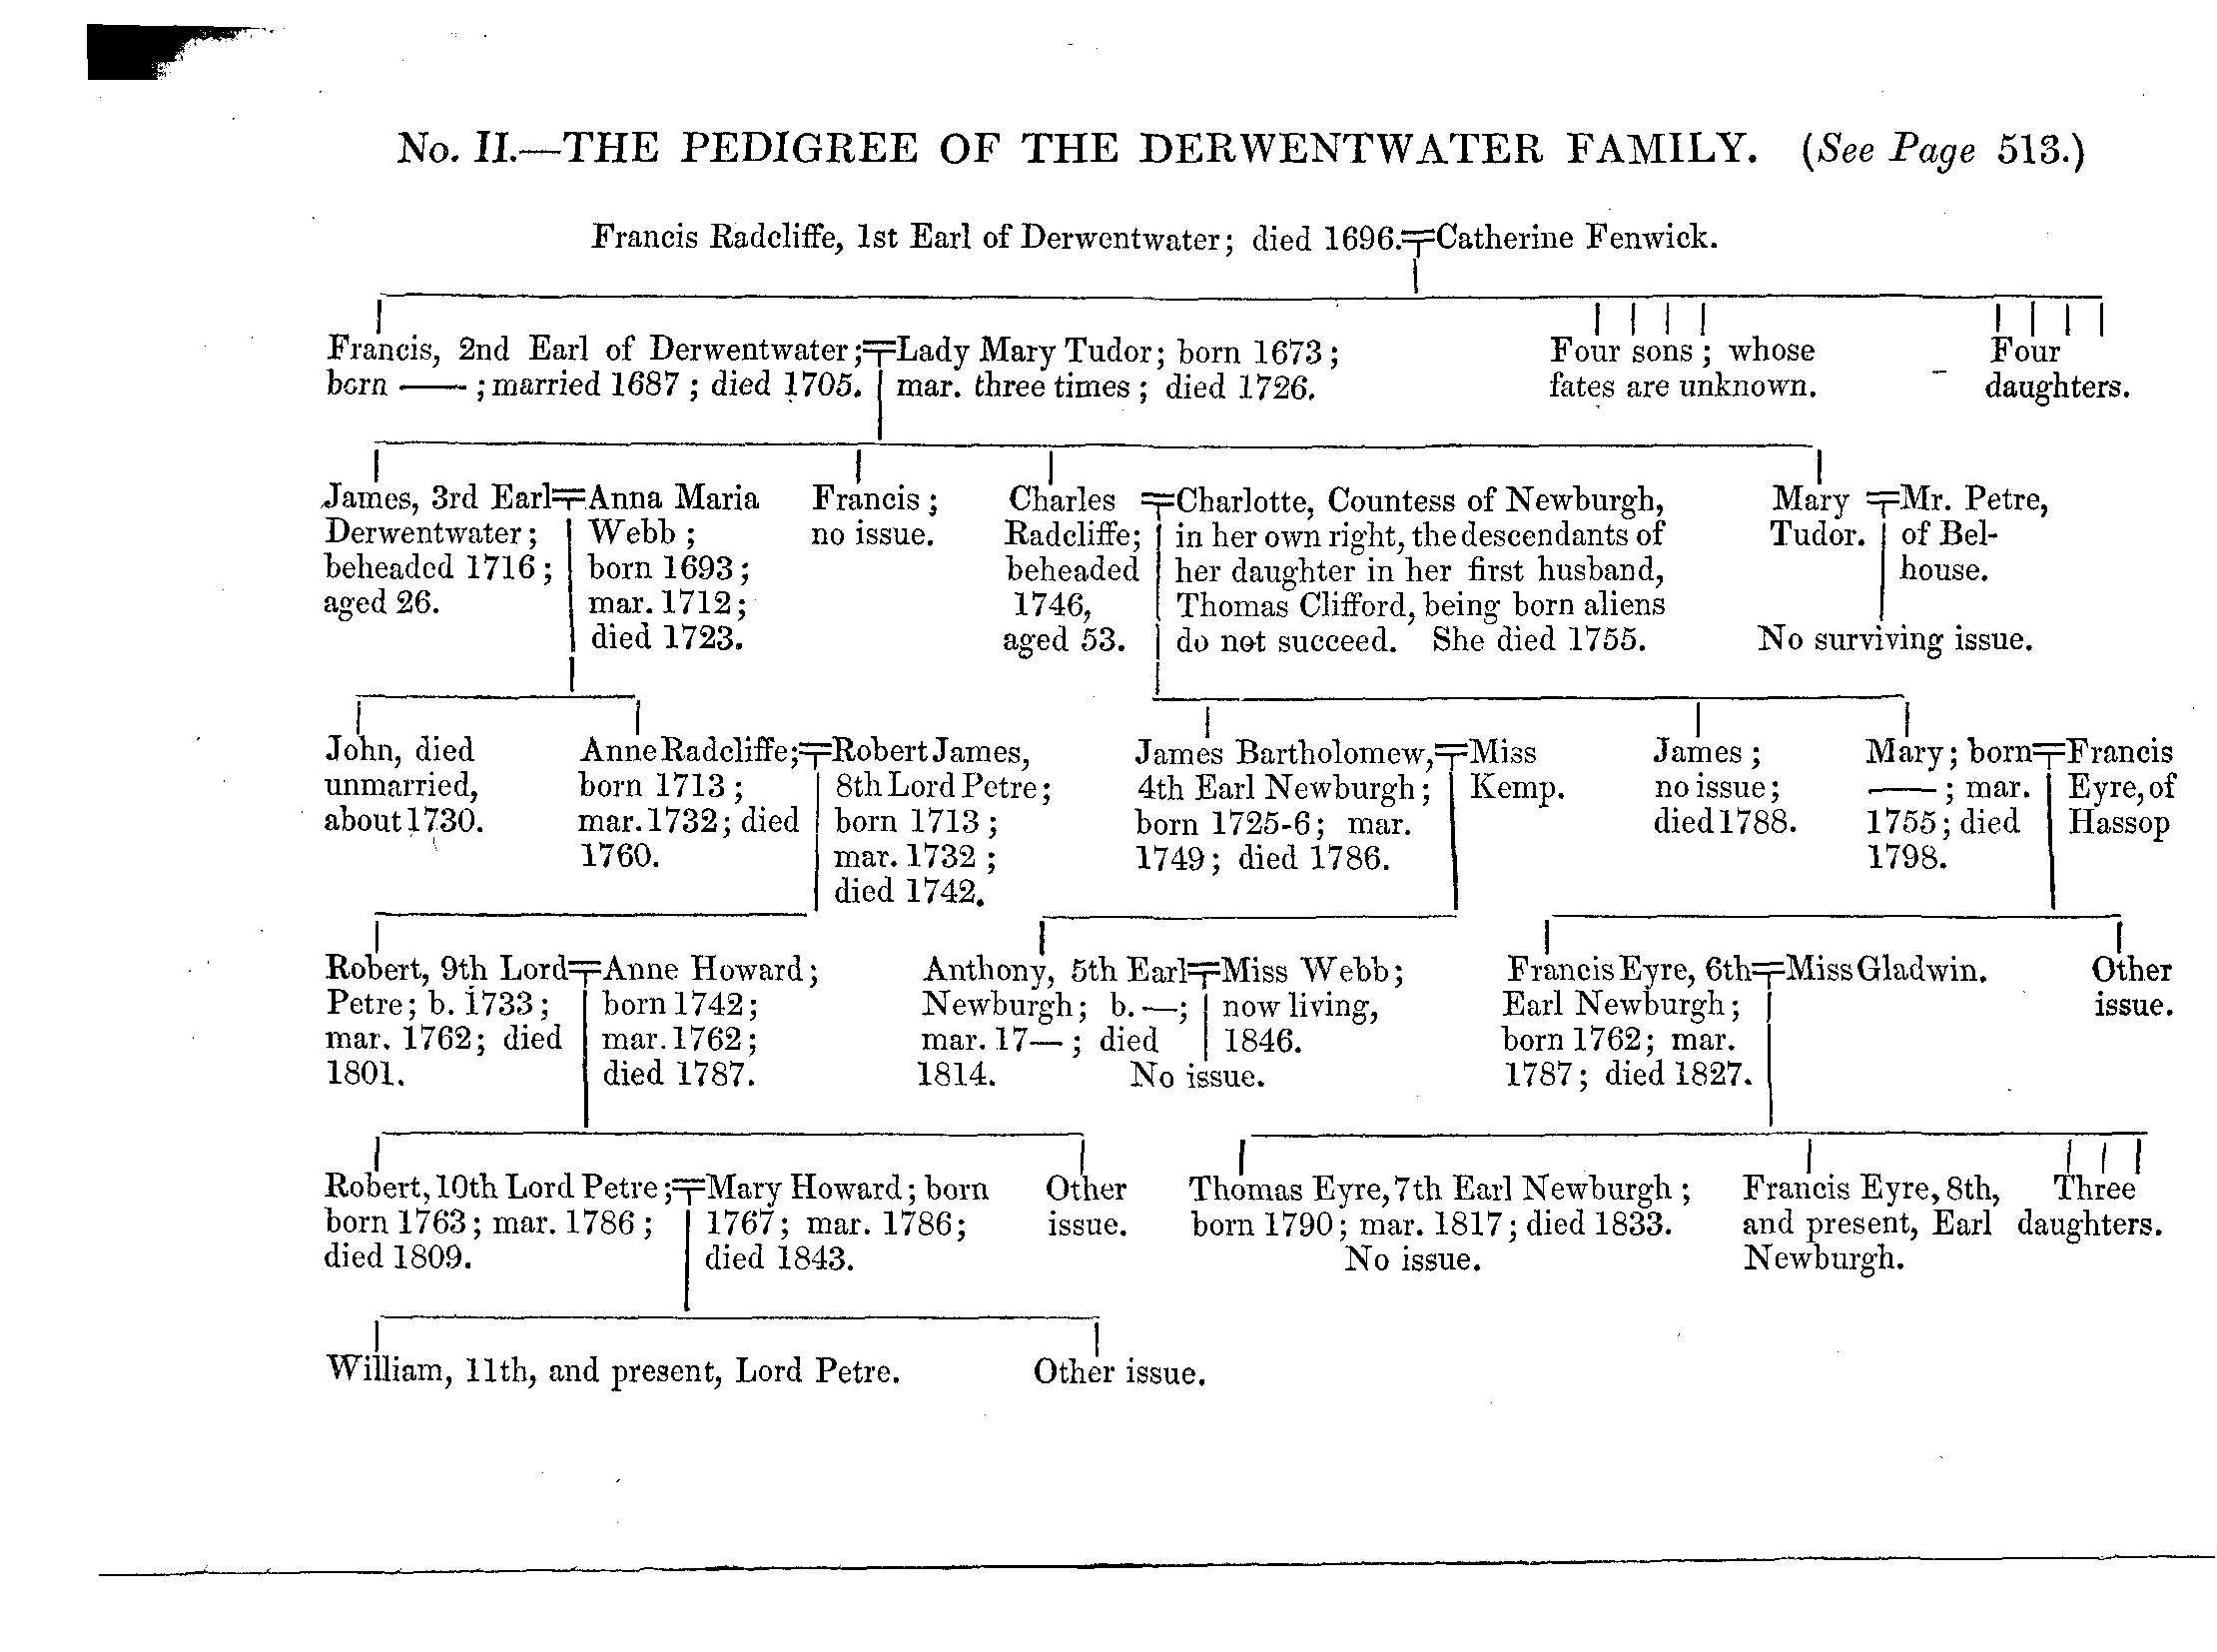 No. II.—THE PEDIGREE OF THE DERWENTWATER FAMILY. (See Page 513.)
Francis Radcliffe, 1st Earl of Derwentwater; died 1696.=Catherine Fenwick.
Francis, 2nd Earl of Derwentwater;=Lady Mary Tudor; born 1673;
born —— ; married 1687; died 1705. mar. three times; died 1726.
Four sons; whose
fates are unknown.
Four
daughters.
James, 3rd Earl=Anna Maria
Derwentwater; Webb;
beheaded 1716; born 1693;
aged 26. mar. 1712;
died 1723.
Francis;
no issue.
Charles =Charlotte, Countess of Newburgh,
Radcliffe; in her own right, the descendants of
beheaded her daughter in her first husband,
1746, Thomas Clifford, being born aliens
aged 53. do not succeed. She died 1755.
Mary =Mr. Petre,
Tudor. of Bel-
house.
No surviving issue.
John, died
unmarried,
about 1730.
Anne Radcliffe;=Robert James,
born 1713; 8th Lord Petre;
mar. 1732; died born 1713;
1760. mar. 1732;
died 1742.
James Bartholomew,=Miss
4th Earl Newburgh; Kemp.
born 1725-6; mar.
1749; died 1786.
James;
no issue;
died 1788.
Mary; born=Francis
—— ; mar. Eyre, of
1755; died Hassop
1798.
Robert, 9th Lord=Anne Howard;
Petre; b. 1733; born 1742;
mar. 1762; died mar. 1762;
1801. died 1787.
Anthony, 5th Earl=Miss Webb;
Newburgh; b. —; now living,
mar. 17— ; died 1846.
1814. No issue.
Francis Eyre, 6th=Miss Gladwin.
Earl Newburgh;
born 1762; mar.
1787; died 1827.
Other
issue.
Robert, 10th Lord Petre;=Mary Howard; born
born 1763; mar. 1786; 1767; mar. 1786;
died 1809. died 1843.
Other
issue.
Thomas Eyre, 7th Earl Newburgh;
born 1790; mar. 1817; died 1833.
No issue.
Francis Eyre, 8th,
and present, Earl
Newburgh.
Three
daughters.
William, 11th, and present, Lord Petre.
Other issue.